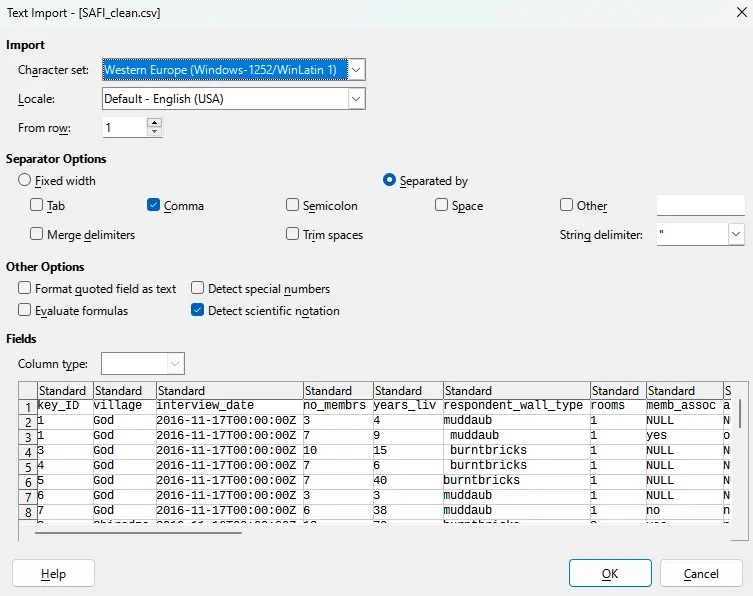 Text Import - [SAFI_clean.csv]
Import
Character set: Western Europe (Windows-1252/WinLatin 1)
Locale: Default - English (USA)
From row: 1
Separator Options
Fixed width Separated by
Tab Comma Semicolon Space Other
Merge delimiters Trim spaces String delimiter: "
Other Options
Format quoted field as text Detect special numbers
Evaluate formulas Detect scientific notation
Fields
Column type:
Standard Standard Standard Standard Standard Standard Standard Standard S
1 key_ID village interview_date no_membrs years_liv respondent_wall_type rooms memb_assoc a
2 1 God 2016-11-17T00:00:00Z 3 4 muddaub 1 NULL
3 1 God 2016-11-17T00:00:00Z 7 9 muddaub 1 yes o
4 3 God 2016-11-17T00:00:00Z 10 15 burntbricks 1 NULL
5 4 God 2016-11-17T00:00:00Z 7 6 burntbricks 1 NULL
6 5 God 2016-11-17T00:00:00Z 7 40 burntbricks 1 NULL
7 6 God 2016-11-17T00:00:00Z 3 3 muddaub 1 NULL
8 7 God 2016-11-17T00:00:00Z 6 38 muddaub 1 no n
Help OK Cancel